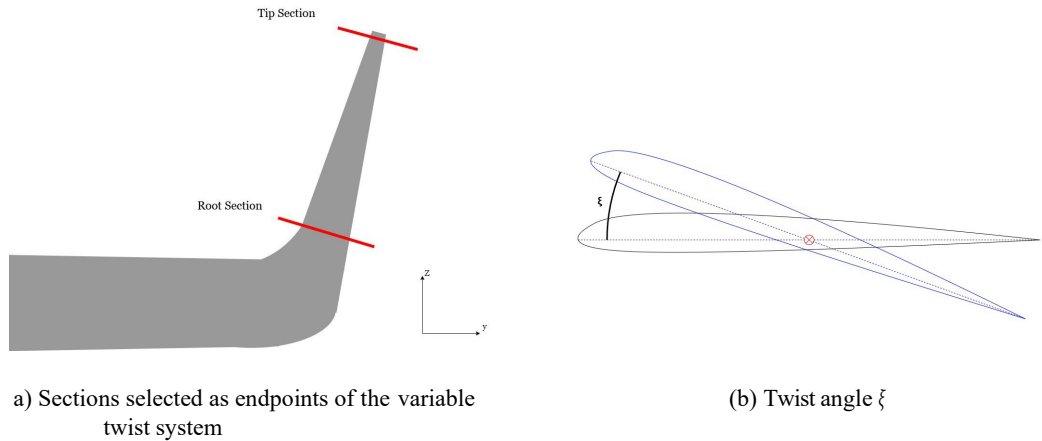 Tip Section
Root Section
Z
y
ξ
a) Sections selected as endpoints of the variable
twist system
(b) Twist angle ξ